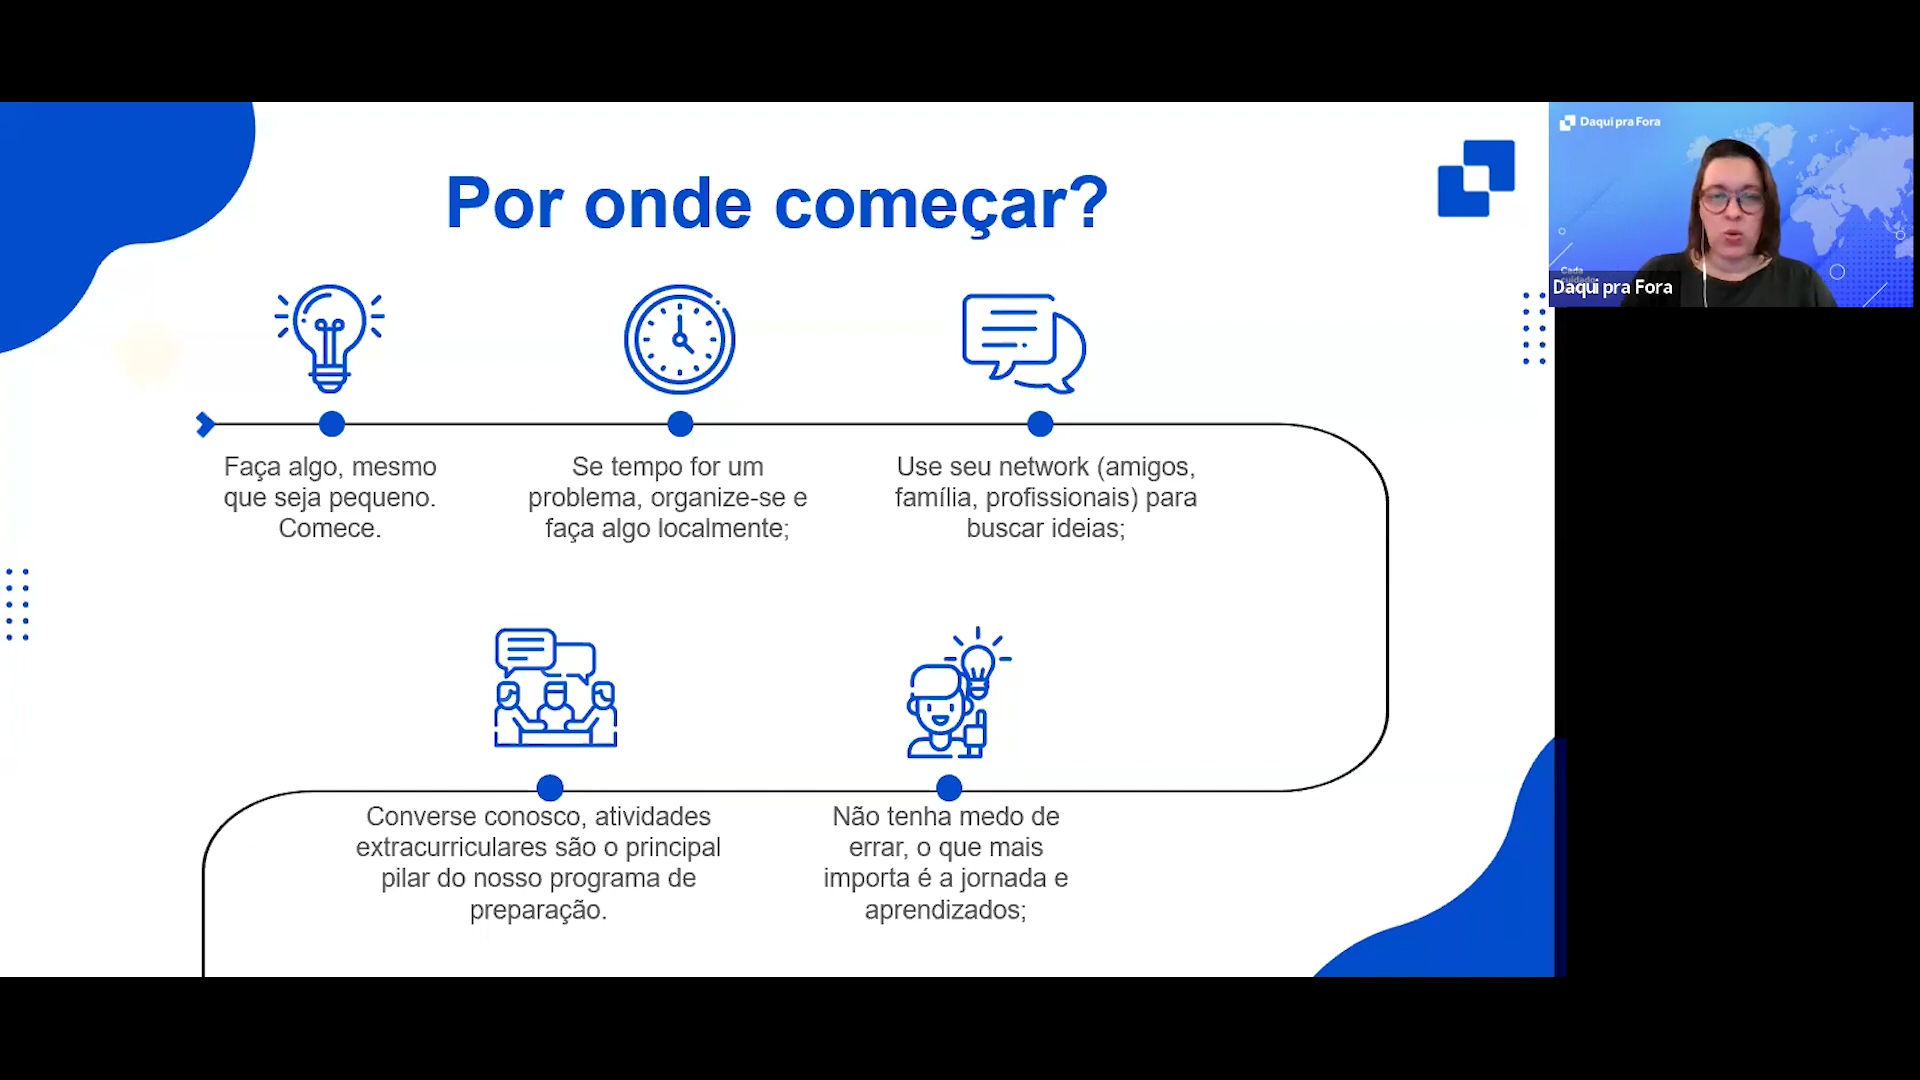 Por onde começar?
Faça algo, mesmo
que seja pequeno.
Comece.
Se tempo for um
problema, organize-se e
faça algo localmente;
Use seu network (amigos,
família, profissionais) para
buscar ideias;
Converse conosco, atividades
extracurriculares são o principal
pilar do nosso programa de
preparação.
Não tenha medo de
errar, o que mais
importa é a jornada e
aprendizados;
Daqui pra Fora
Cada
cuidado
Daqui pra Fora